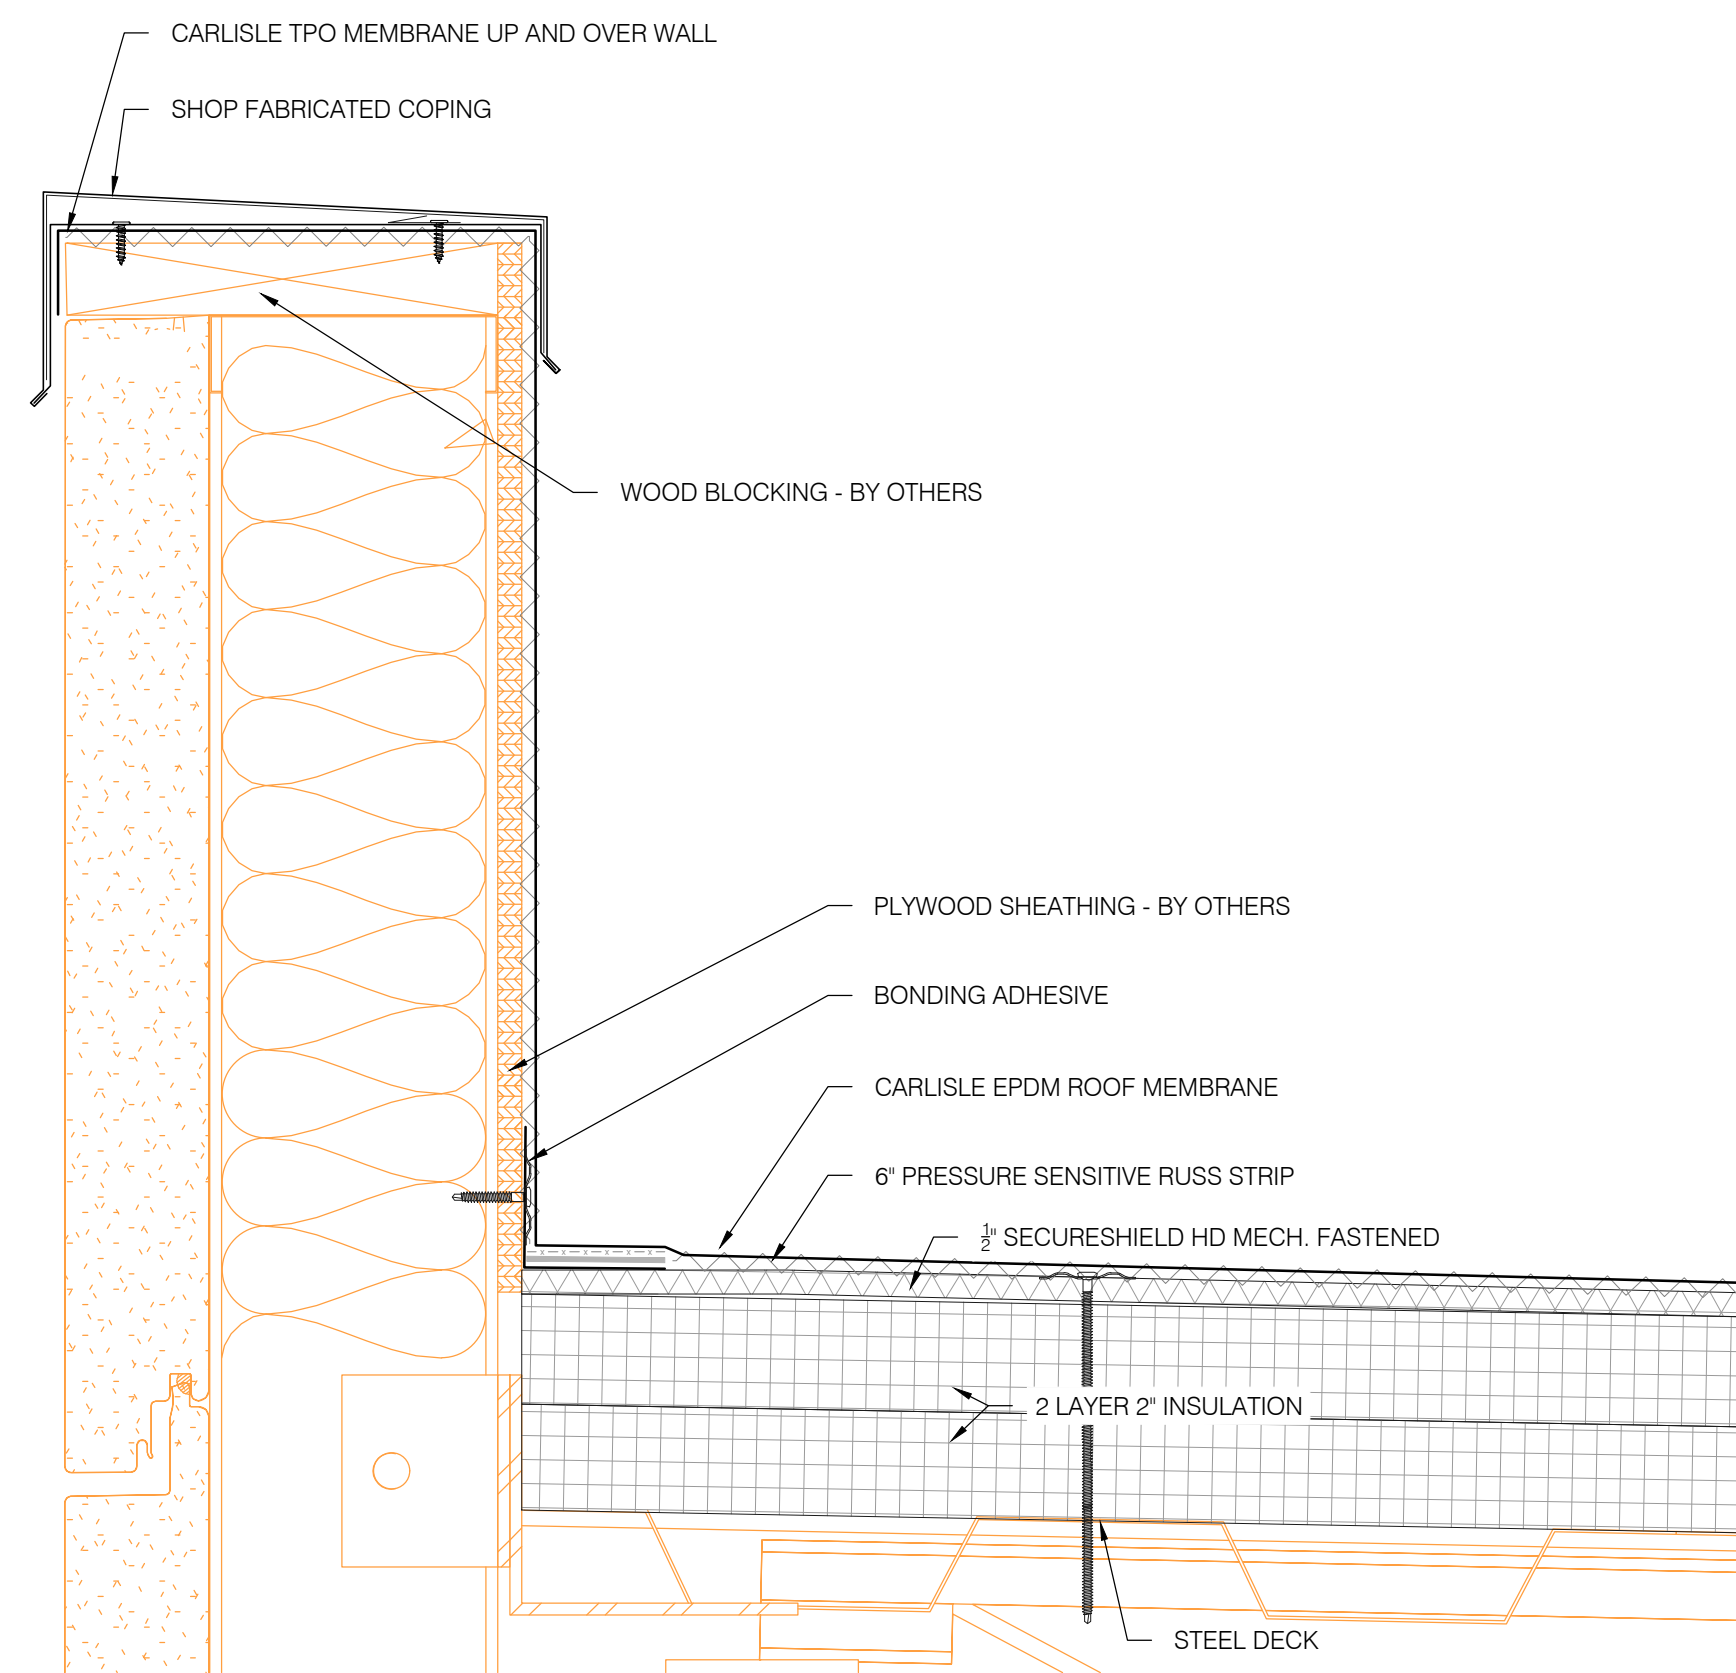 CARLISLE TPO MEMBRANE UP AND OVER WALL
SHOP FABRICATED COPING
WOOD BLOCKING - BY OTHERS
PLYWOOD SHEATHING - BY OTHERS
BONDING ADHESIVE
CARLISLE EPDM ROOF MEMBRANE
6" PRESSURE SENSITIVE RUSS STRIP
1/2" SECURESHIELD HD MECH. FASTENED
2 LAYER 2" INSULATION
STEEL DECK